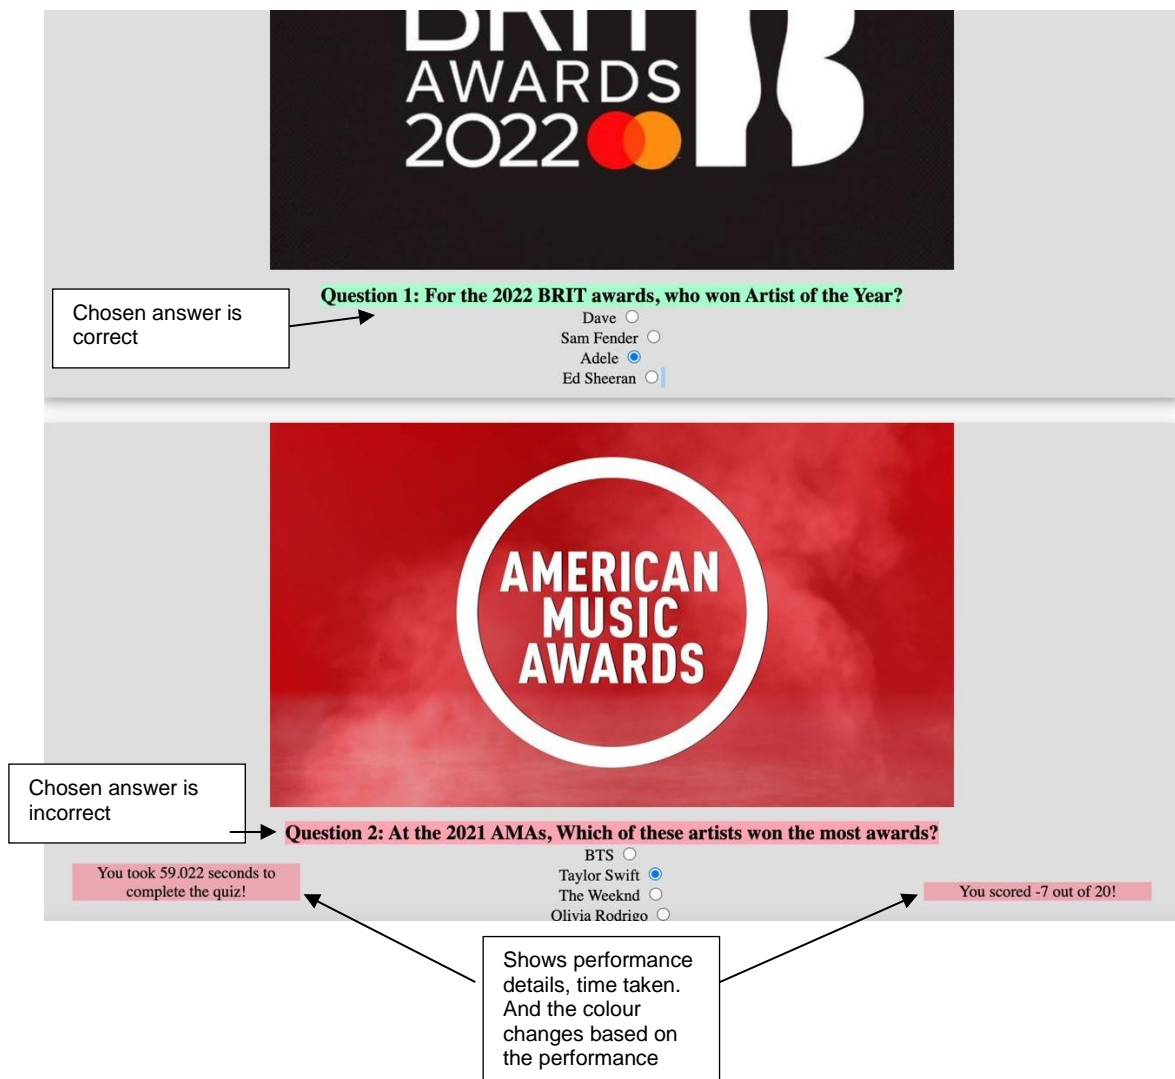 BRIT
AWARDS
2022
B
Question 1: For the 2022 BRIT awards, who won Artist of the Year?
Chosen answer is
correct
Dave
Sam Fender
Adele
Ed Sheeran
AMERICAN
MUSIC
AWARDS
Chosen answer is
incorrect
Question 2: At the 2021 AMAs, Which of these artists won the most awards?
BTS
Taylor Swift
The Weeknd
Olivia Rodrigo
You took 59.022 seconds to
complete the quiz!
You scored -7 out of 20!
Shows performance
details, time taken.
And the colour
changes based on
the performance